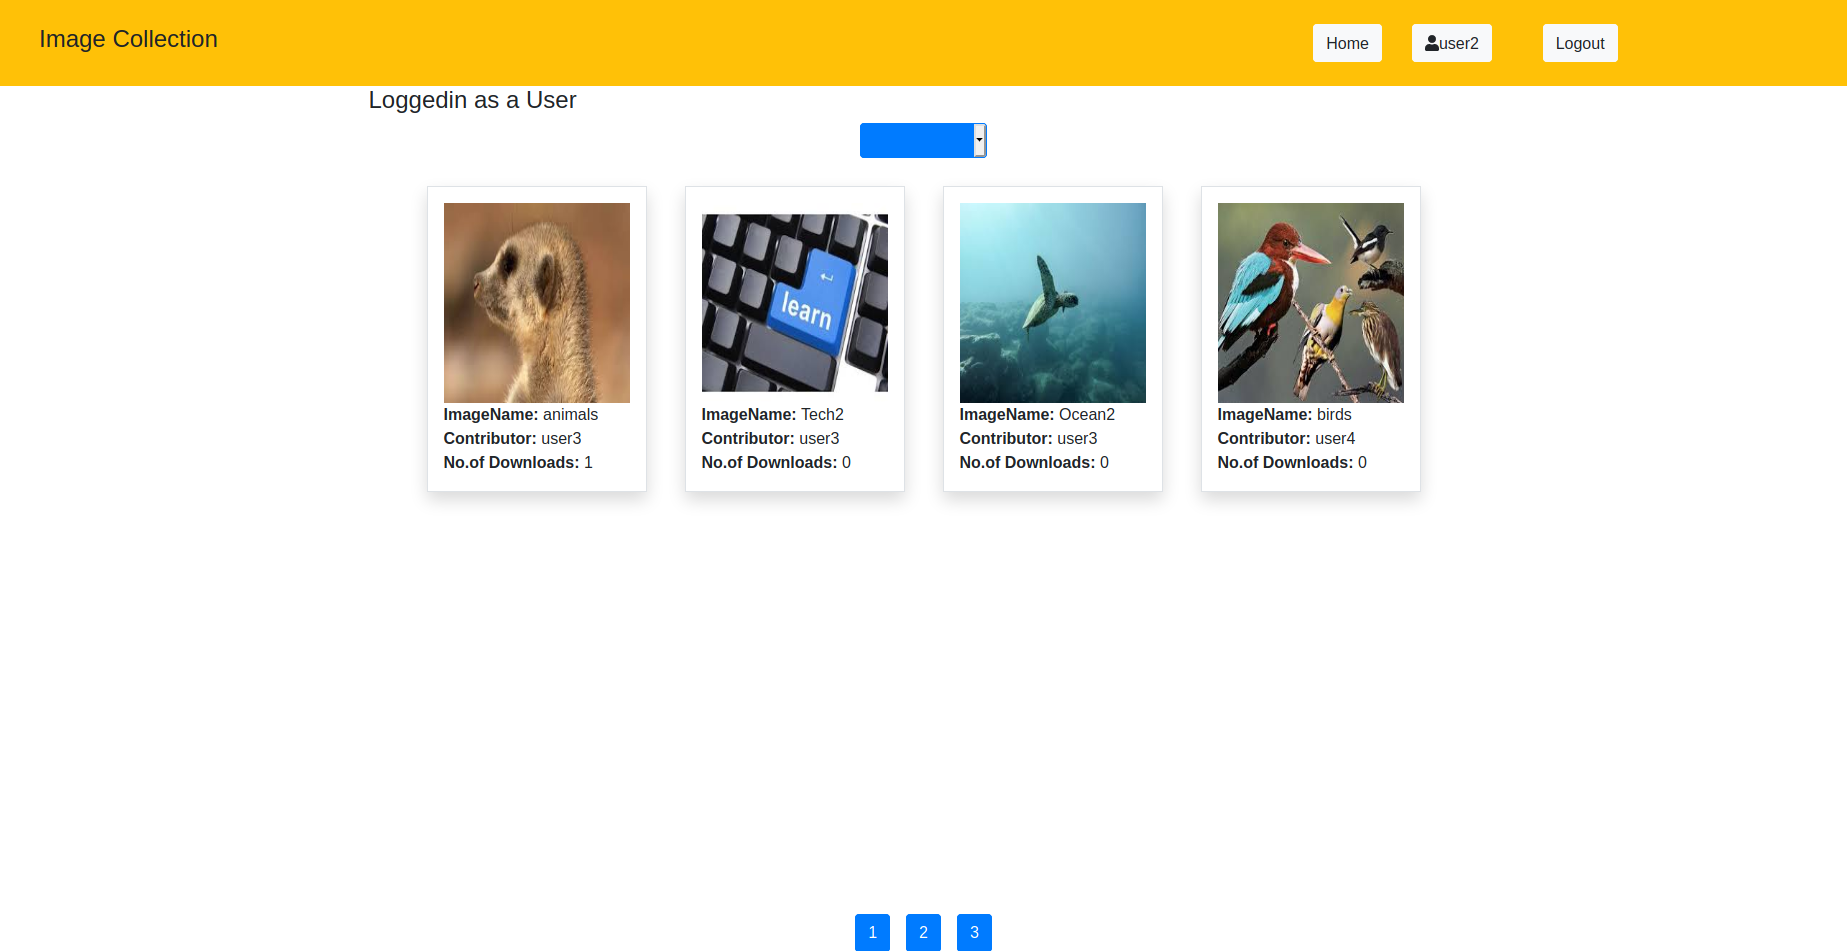 Image Collection
Home
user2
Logout
Loggedin as a User
learn
ImageName: animals
Contributor: user3
No.of Downloads: 1
ImageName: Tech2
Contributor: user3
No.of Downloads: 0
ImageName: Ocean2
Contributor: user3
No.of Downloads: 0
ImageName: birds
Contributor: user4
No.of Downloads: 0
1
2
3